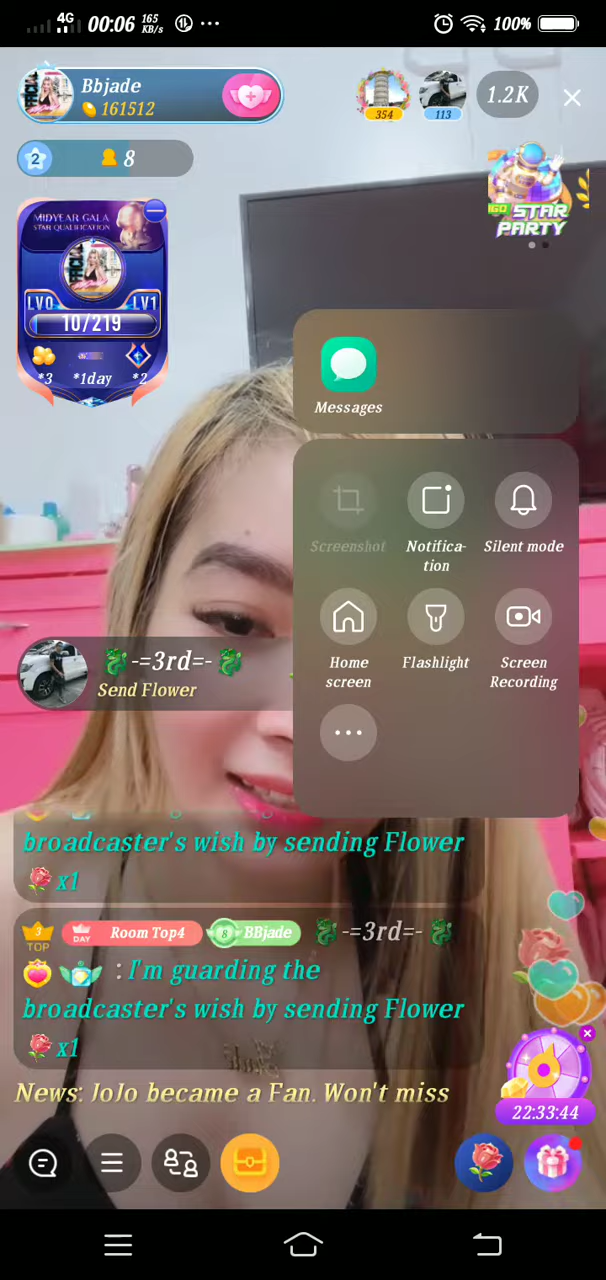 4G 00:06 165 KB/s 100%
Bbjade
161512
354
113
1.2K
2
8
STAR
PARTY
MIDYEAR GALA
STAR QUALIFICATION
LV0
LV1
10/219
*3
*1day
*2
Messages
Screenshot
Notifica-
tion
Silent mode
Home
screen
Flashlight
Screen
Recording
-=3rd=-
Send Flower
broadcaster's wish by sending Flower
x1
3
TOP
DAY
Room Top4
8
BBjade
-=3rd=-
: I'm guarding the
broadcaster's wish by sending Flower
x1
News: JoJo became a Fan. Won't miss
22:33:44